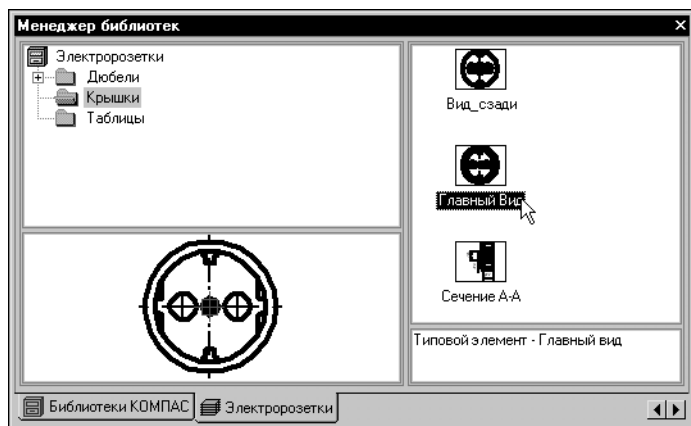 Менеджер библиотек
Электророзетки
Дюбели
Крышки
Таблицы
Вид_сзади
Главный Вид
Сечение А-А
Типовой элемент - Главный вид
Библиотеки КОМПАС
Электророзетки